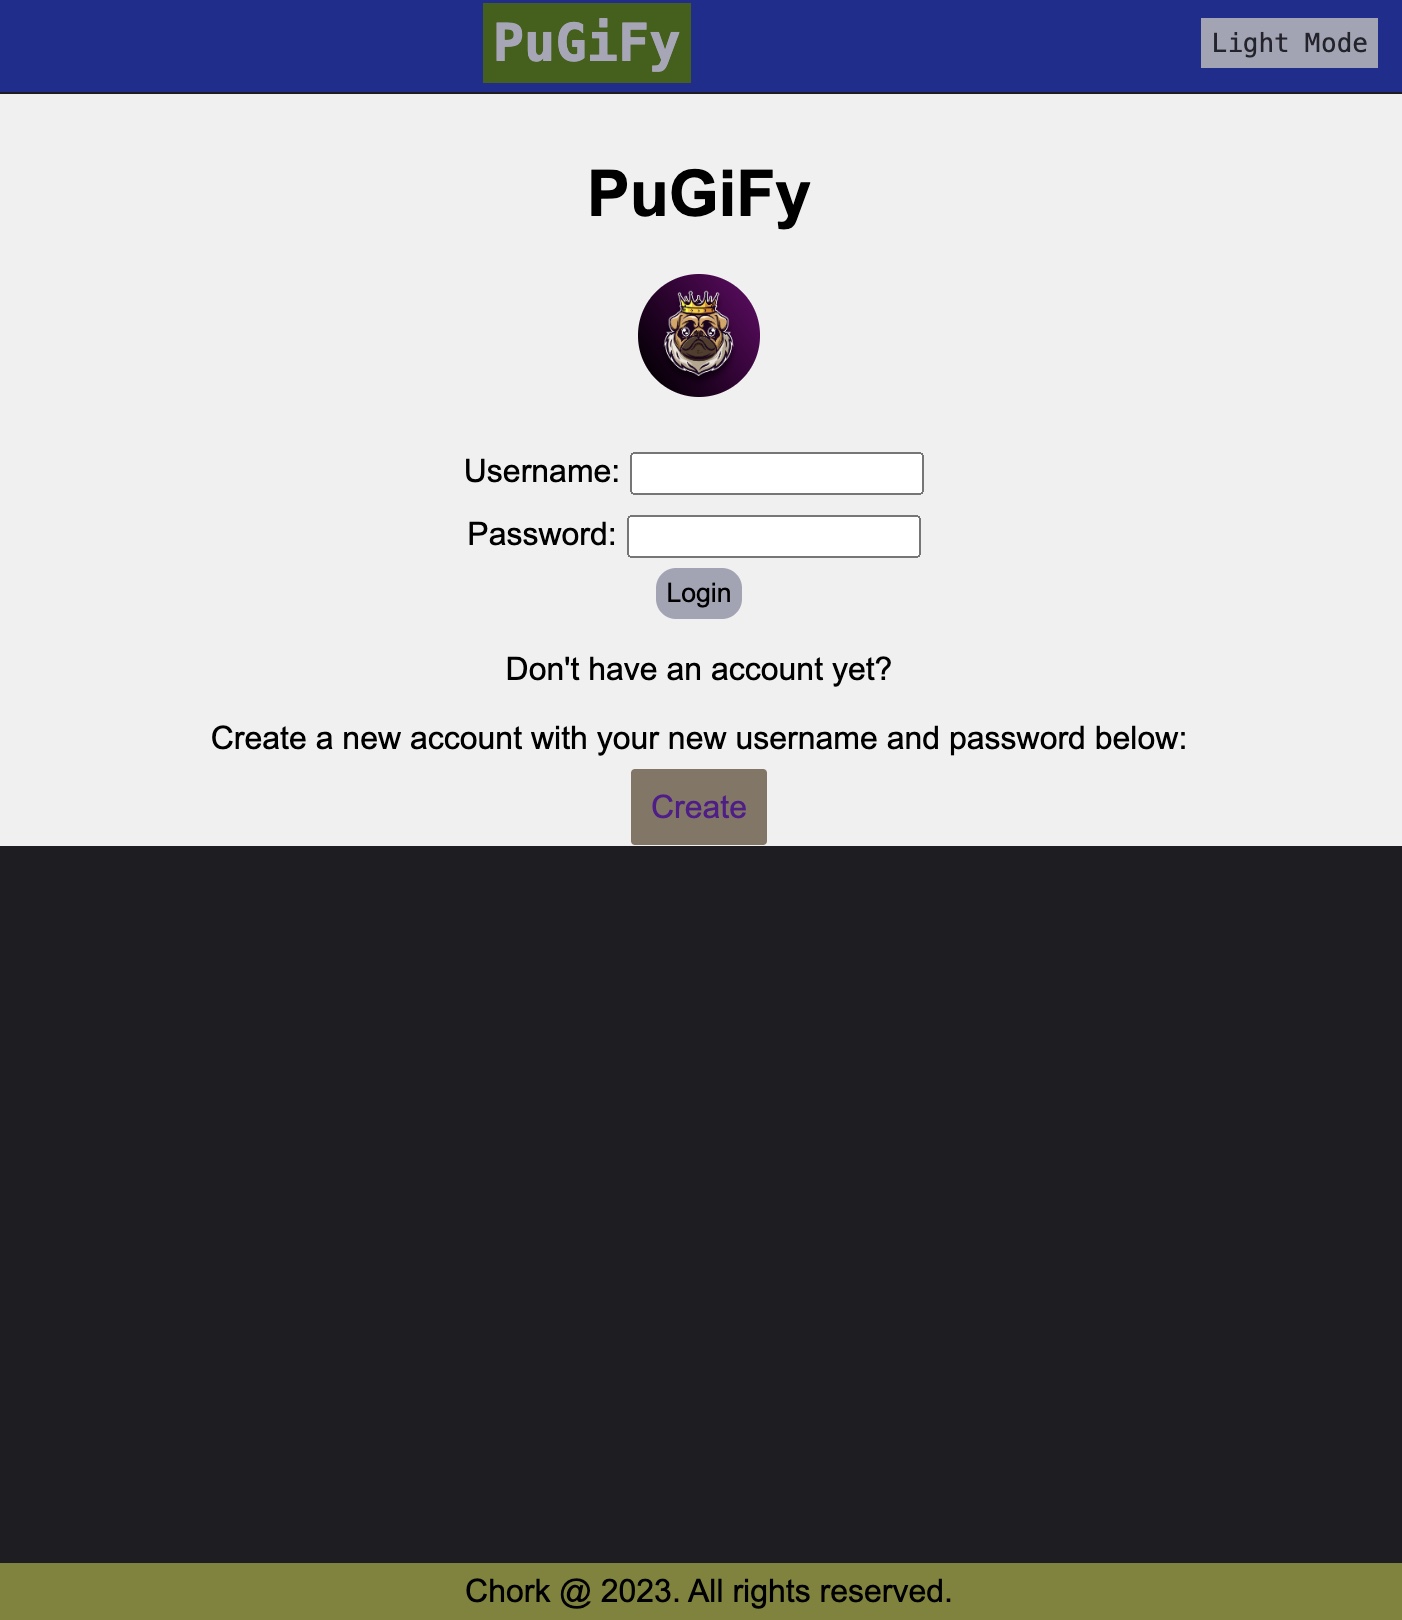 PuGiFy
Light Mode
PuGiFy
Username:
Password:
Login
Don't have an account yet?
Create a new account with your new username and password below:
Create
Chork @ 2023. All rights reserved.